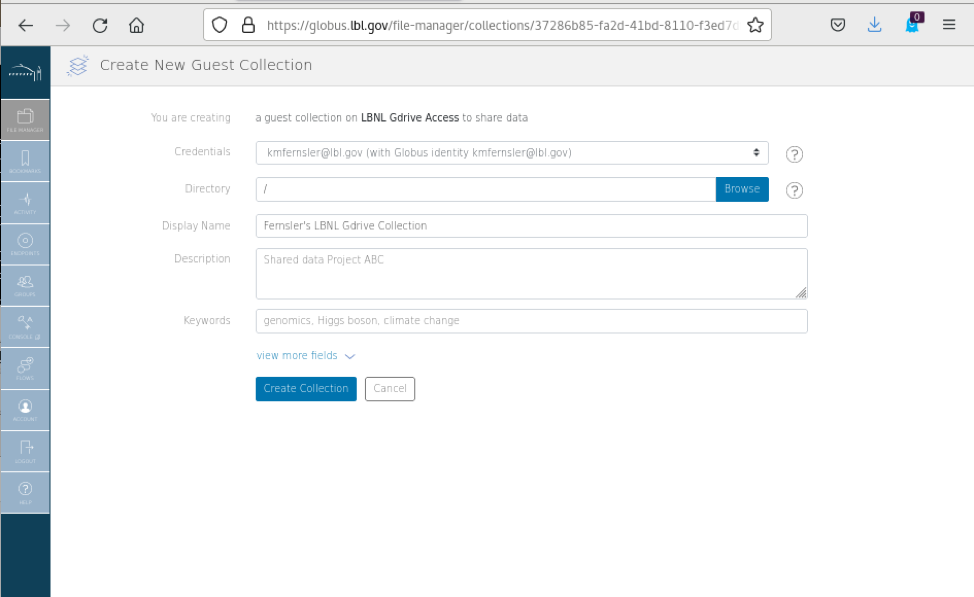 https://globus.lbl.gov/file-manager/collections/37286b85-fa2d-41bd-8110-f3ed7d
0
Create New Guest Collection
FILE MANAGER
BOOKMARKS
ACTIVITY
ENDPOINTS
GROUPS
CONSOLE
FLOWS
ACCOUNT
LOGOUT
HELP
You are creating a guest collection on LBNL Gdrive Access to share data
Credentials kmfernsler@lbl.gov (with Globus identity kmfernsler@lbl.gov)
Directory / Browse
Display Name Fernsler's LBNL Gdrive Collection
Description Shared data Project ABC
Keywords genomics, Higgs boson, climate change
view more fields
Create Collection Cancel